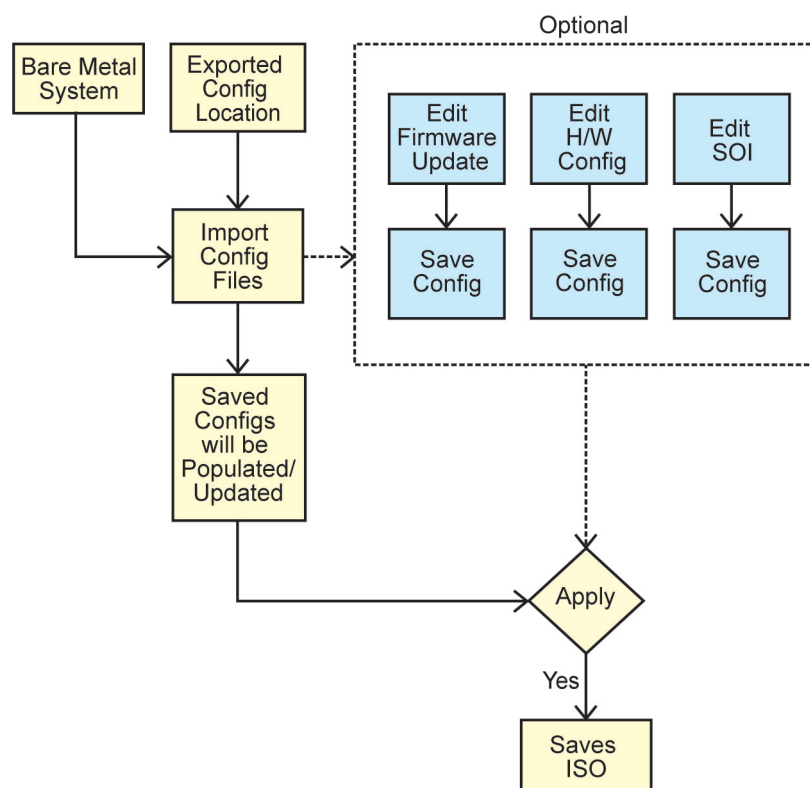 Optional
Bare Metal
System
Exported
Config
Location
Edit
Firmware
Update
Edit
H/W
Config
Edit
SOI
Import
Config
Files
Save
Config
Save
Config
Save
Config
Saved
Configs
will be
Populated/
Updated
Apply
Yes
Saves
ISO